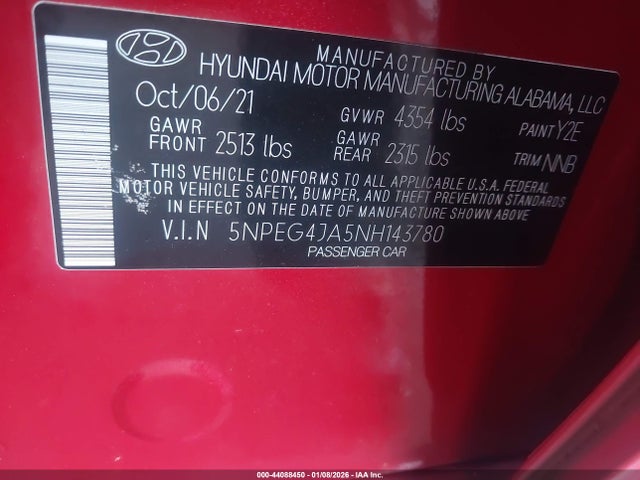 MANUFACTURED BY
HYUNDAI MOTOR MANUFACTURING ALABAMA, LLC
Oct/06/21 GVWR 4354 lbs PAINT Y2E
GAWR FRONT 2513 lbs GAWR REAR 2315 lbs TRIM NNB
THIS VEHICLE CONFORMS TO ALL APPLICABLE U.S.A. FEDERAL
MOTOR VEHICLE SAFETY, BUMPER, AND THEFT PREVENTION STANDARDS
IN EFFECT ON THE DATE OF MANUFACTURE SHOWN ABOVE
V.I.N 5NPEG4JA5NH143780
PASSENGER CAR
000-44088450 - 01/08/2026 - IAA Inc.